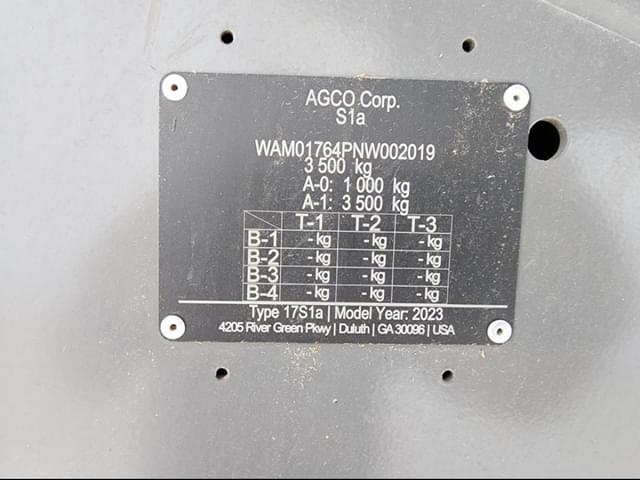 AGCO Corp.
S1a
WAM01764PNW002019
3 500 kg
A-0: 1 000 kg
A-1: 3 500 kg
T-1 T-2 T-3
B-1 -kg -kg -kg
B-2 -kg -kg -kg
B-3 -kg -kg -kg
B-4 -kg -kg -kg
Type 17S1a | Model Year: 2023
4205 River Green Pkwy | Duluth | GA 30096 | USA